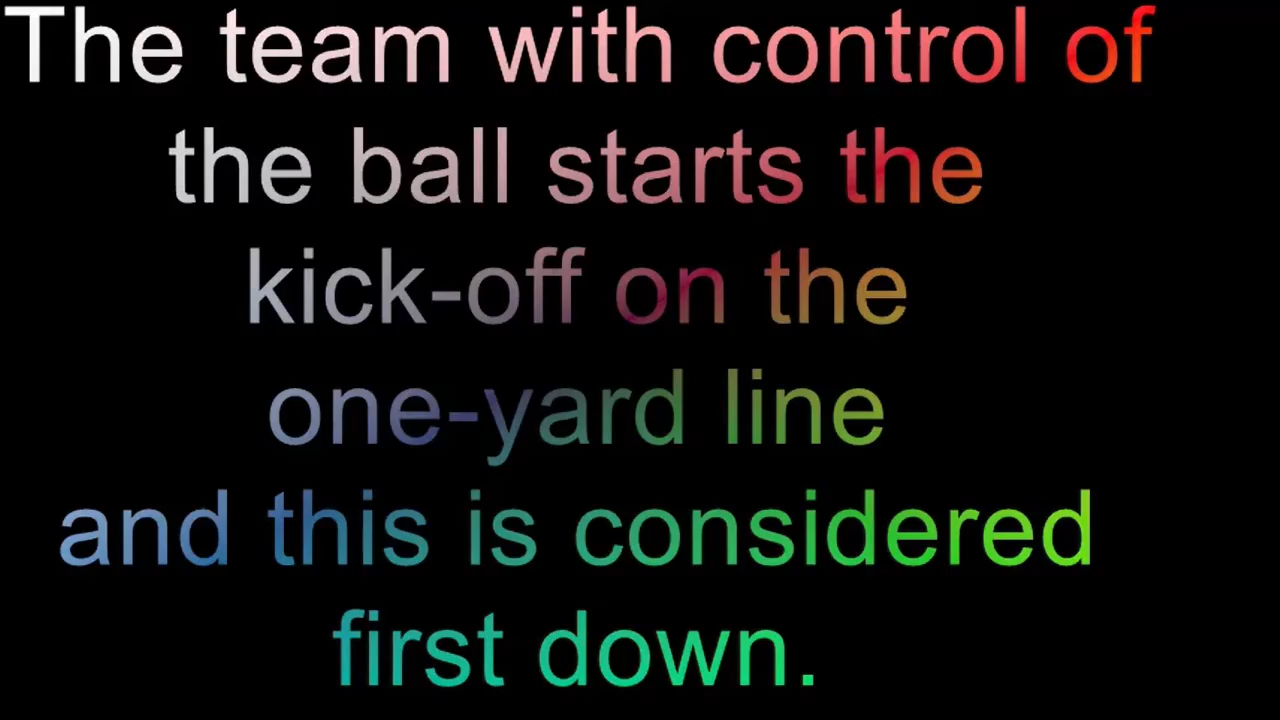 The team with control of
the ball starts the
kick-off on the
one-yard line
and this is considered
first down.